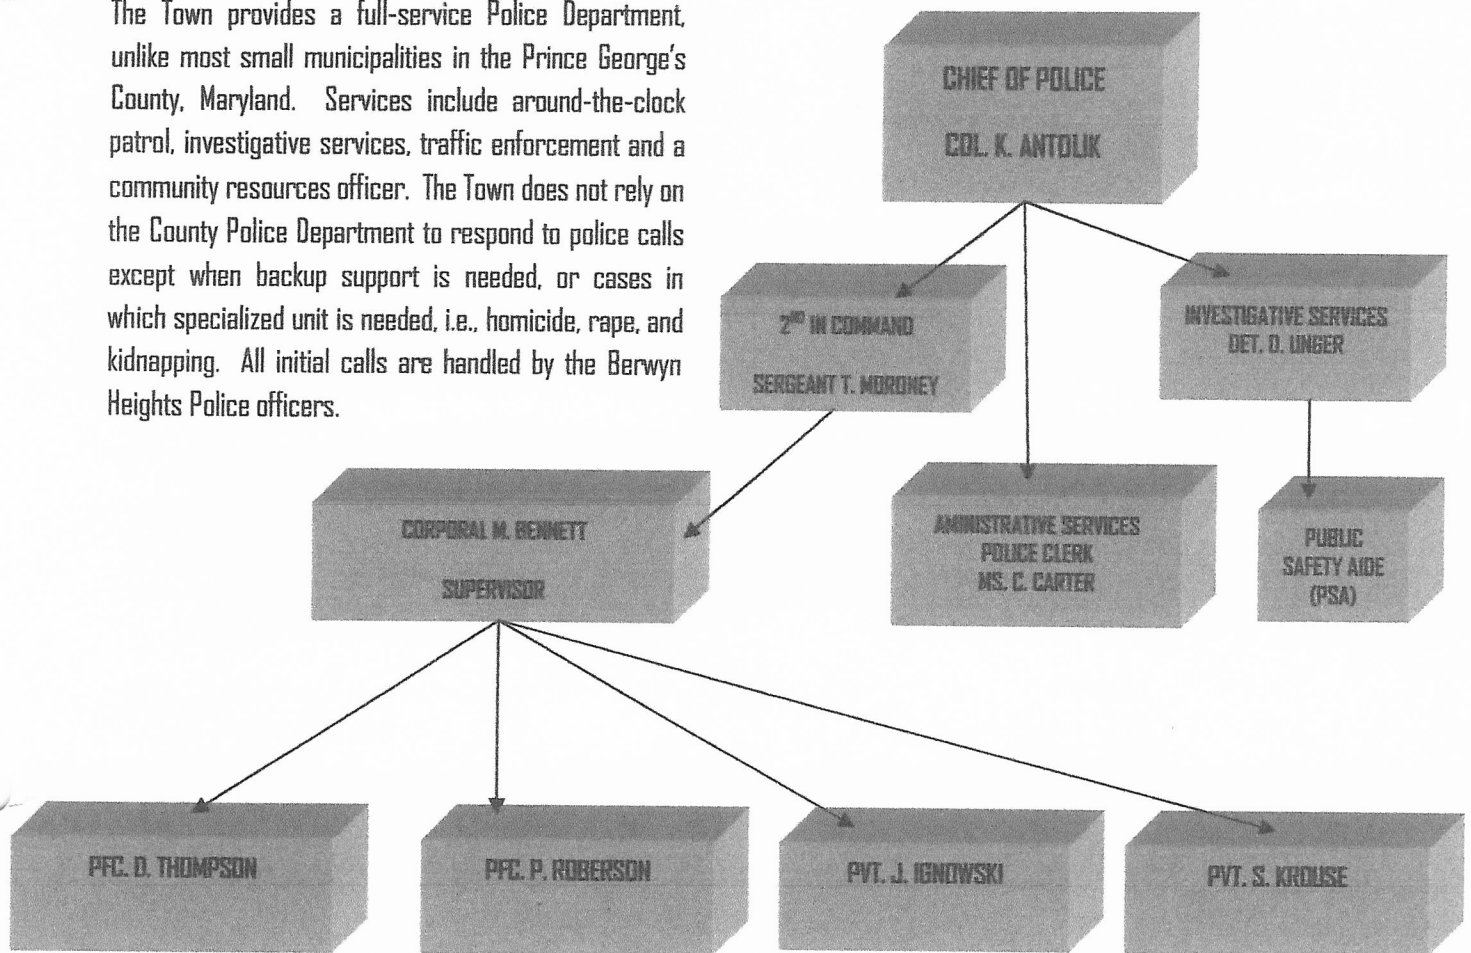 The Town provides a full-service Police Department,
unlike most small municipalities in the Prince George's
County, Maryland. Services include around-the-clock
patrol, investigative services, traffic enforcement and a
community resources officer. The Town does not rely on
the County Police Department to respond to police calls
except when backup support is needed, or cases in
which specialized unit is needed, i.e., homicide, rape, and
kidnapping. All initial calls are handled by the Berwyn
Heights Police officers.
CHIEF OF POLICE
COL. K. ANTOLIK
2ND IN COMMAND
SERGEANT T. MORONEY
INVESTIGATIVE SERVICES
DET. D. UNGER
CORPORAL M. BENNETT
SUPERVISOR
AMINISTRATIVE SERVICES
POLICE CLERK
MS. C. CARTER
PUBLIC
SAFETY AIDE
(PSA)
PFC. D. THOMPSON
PFC. P. ROBERSON
PVT. J. IGNOWSKI
PVT. S. KROUSE